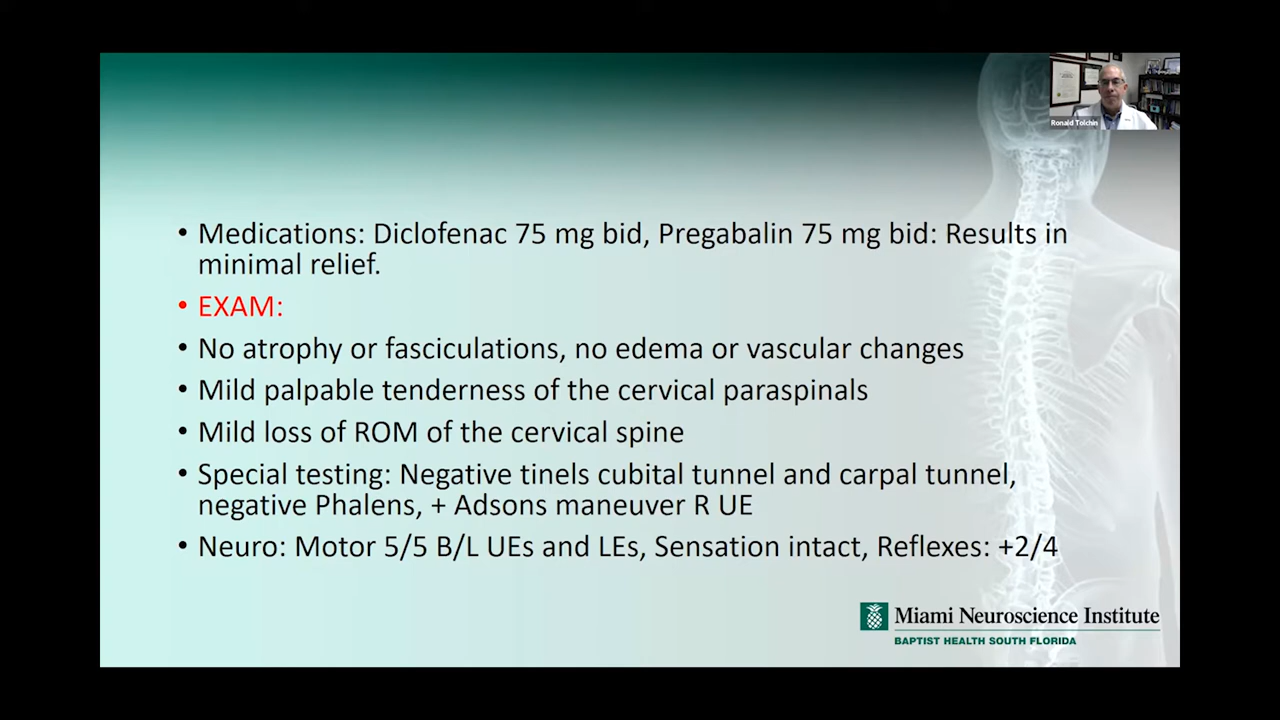 Ronald Tolchin
• Medications: Diclofenac 75 mg bid, Pregabalin 75 mg bid: Results in
minimal relief.
• EXAM:
• No atrophy or fasciculations, no edema or vascular changes
• Mild palpable tenderness of the cervical paraspinals
• Mild loss of ROM of the cervical spine
• Special testing: Negative tinels cubital tunnel and carpal tunnel,
negative Phalens, + Adsons maneuver R UE
• Neuro: Motor 5/5 B/L UEs and LEs, Sensation intact, Reflexes: +2/4
Miami Neuroscience Institute
BAPTIST HEALTH SOUTH FLORIDA